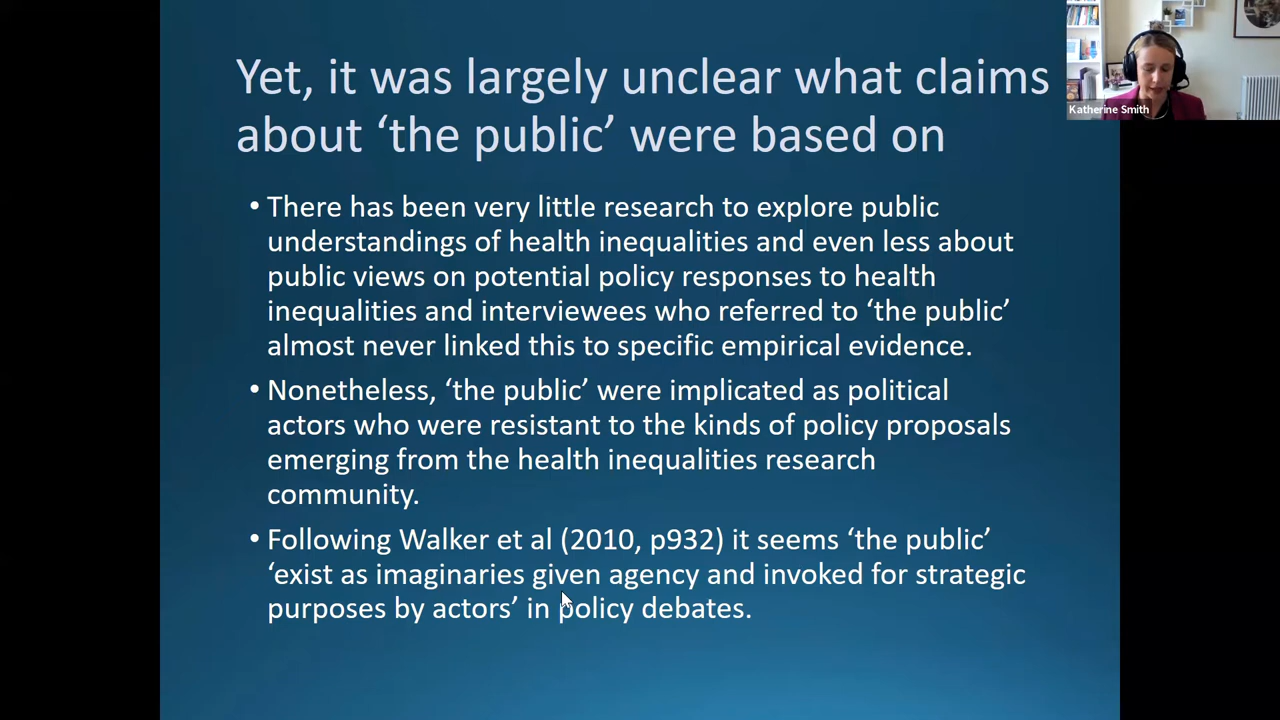 Yet, it was largely unclear what claims
about ‘the public’ were based on
• There has been very little research to explore public
understandings of health inequalities and even less about
public views on potential policy responses to health
inequalities and interviewees who referred to ‘the public’
almost never linked this to specific empirical evidence.
• Nonetheless, ‘the public’ were implicated as political
actors who were resistant to the kinds of policy proposals
emerging from the health inequalities research
community.
• Following Walker et al (2010, p932) it seems ‘the public’
‘exist as imaginaries given agency and invoked for strategic
purposes by actors’ in policy debates.
Katherine Smith